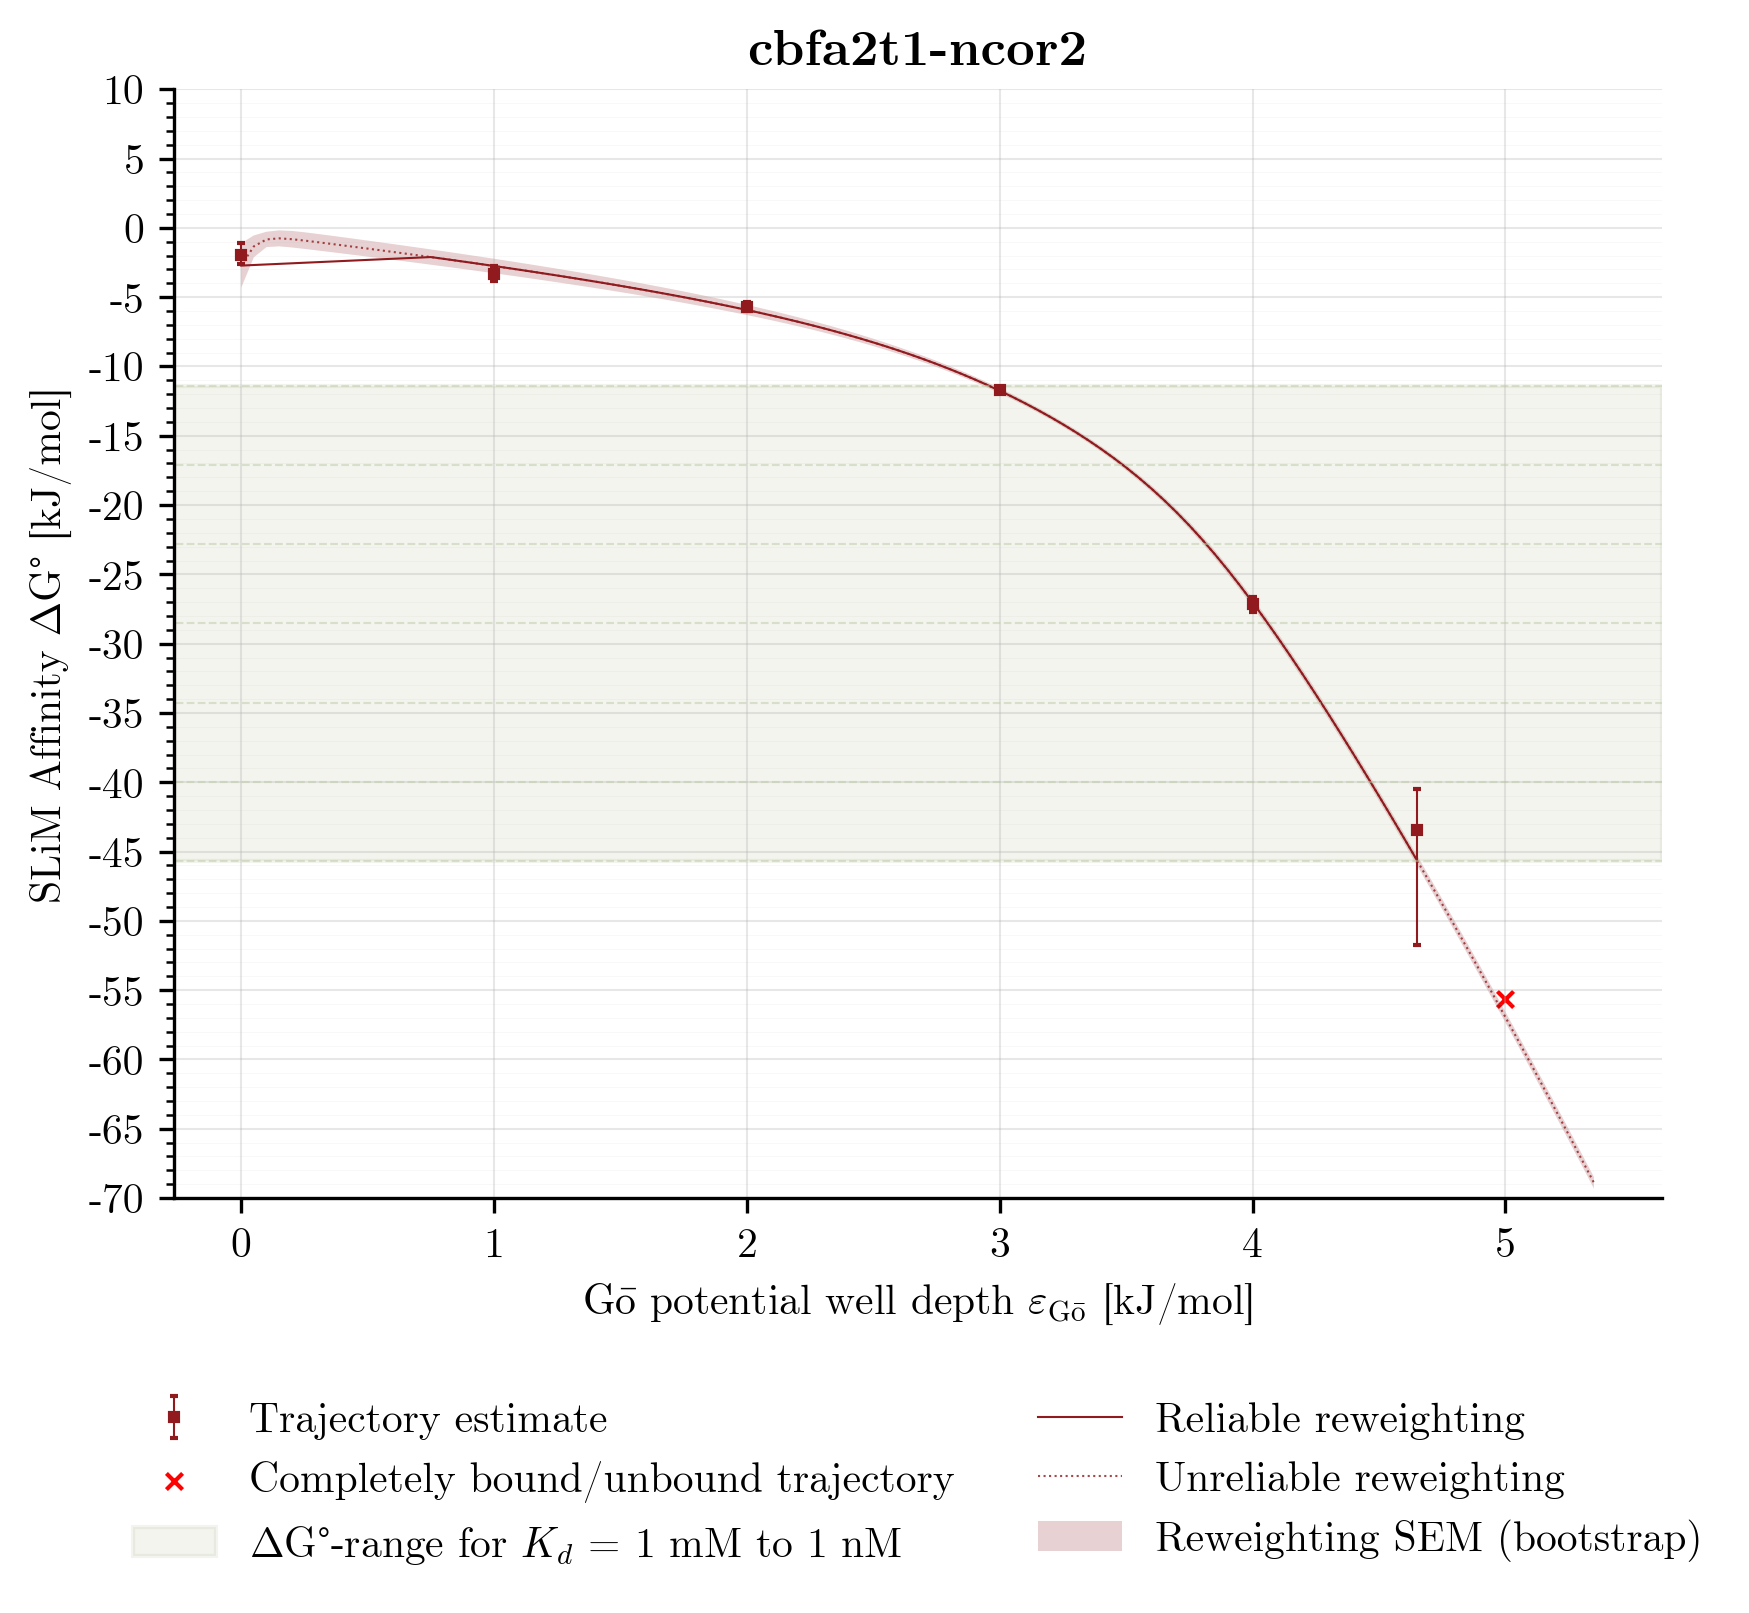 cbfa2t1-ncor2
10
5
0
-5
-10
-15
-20
-25
-30
-35
-40
-45
-50
-55
-60
-65
-70
SLiM Affinity ΔG° [kJ/mol]
0 1 2 3 4 5
Gō potential well depth ε_Gō [kJ/mol]
Trajectory estimate
Completely bound/unbound trajectory
ΔG°-range for K_d = 1 mM to 1 nM
Reliable reweighting
Unreliable reweighting
Reweighting SEM (bootstrap)